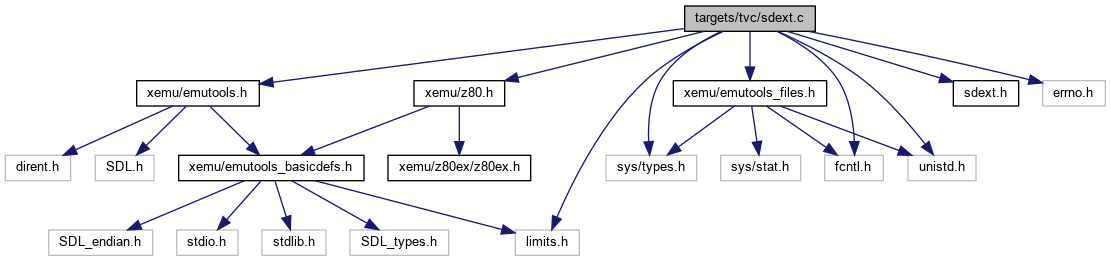 targets/tvc/sdext.c
xemu/emutools.h
xemu/z80.h
xemu/emutools_files.h
sdext.h
errno.h
dirent.h
SDL.h
xemu/emutools_basicdefs.h
xemu/z80ex/z80ex.h
sys/types.h
sys/stat.h
fcntl.h
unistd.h
SDL_endian.h
stdio.h
stdlib.h
SDL_types.h
limits.h